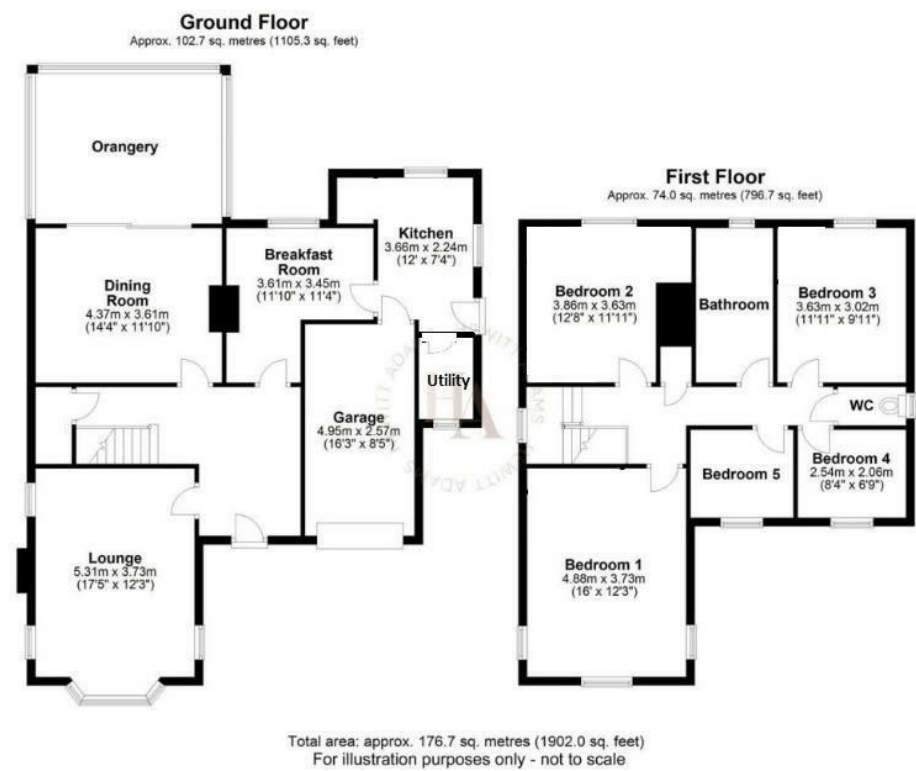 Ground Floor
Approx. 102.7 sq. metres (1105.3 sq. feet)
Orangery
Kitchen
3.66m x 2.24m
(12' x 7'4")
Breakfast
Room
3.61m x 3.45m
(11'10" x 11'4")
Dining
Room
4.37m x 3.61m
(14'4" x 11'10")
Utility
Garage
4.95m x 2.57m
(16'3" x 8'5")
Lounge
5.31m x 3.73m
(17'5" x 12'3")
First Floor
Approx. 74.0 sq. metres (796.7 sq. feet)
Bedroom 2
3.86m x 3.63m
(12'8" x 11'11")
Bathroom
Bedroom 3
3.63m x 3.02m
(11'11" x 9'11")
WC
Bedroom 4
2.54m x 2.06m
(8'4" x 6'9")
Bedroom 5
Bedroom 1
4.88m x 3.73m
(16' x 12'3")
HEWITT ADAMS
HEWITT ADAMS
HA
Total area: approx. 176.7 sq. metres (1902.0 sq. feet)
For illustration purposes only - not to scale